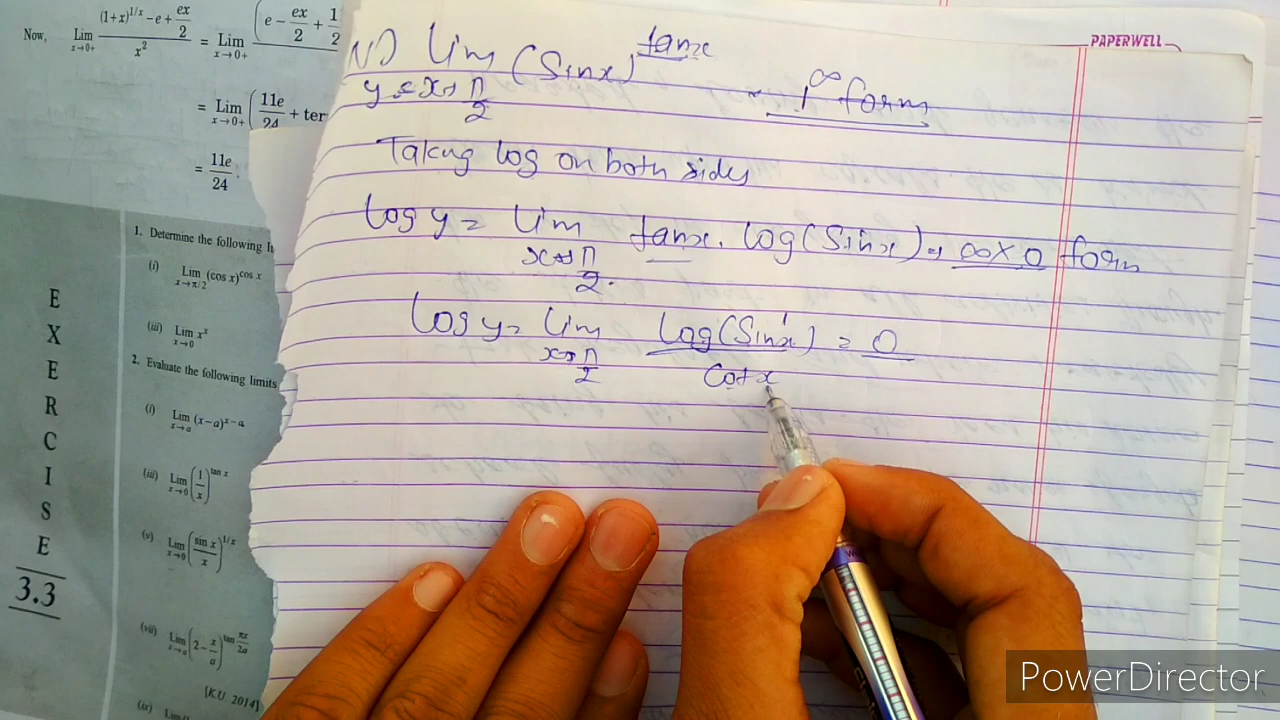 Now, Lim x→0+ (1+x)^1/x − e + ex/2 / x² = Lim x→0+ (e − ex/2 + 1/2
= Lim x→0+ (11e/24 + ter
= 11e/24.
EXERCISE 3.3
1. Determine the following
(i) Lim x→π/2 (cos x)^cos x
(iii) Lim x→0 x^x
2. Evaluate the following limits
(i) Lim x→a (x−a)^x−a
(iii) Lim x→0 (1/x)^tan x
(v) Lim x→0 (sin x/x)^1/x
(vii) Lim x→a (2−x/a)^tan πx/2a
[K.U. 2014]
(ix) Lim
PAPERWELL
lim (Sinx)^tanx
y = x→π/2 1^∞ form
Taking log on both sides
log y = lim x→π/2 tanx. log(Sinx) = ∞×0 form
log y = lim x→π/2 log(Sinx)/Cotx = 0
PowerDirector